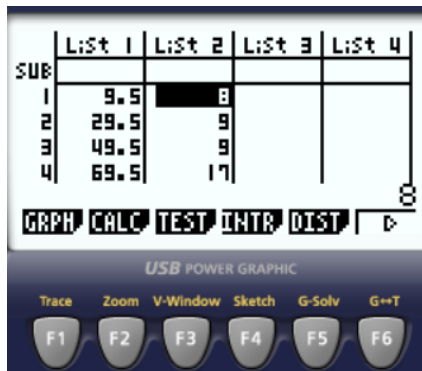 List 1 List 2 List 3 List 4
SUB
1 9.5 8
2 29.5 9
3 49.5 9
4 69.5 17
8
GRPH CALC TEST INTR DIST ▷
USB POWER GRAPHIC
Trace Zoom V-Window Sketch G-Solv G↔T
F1 F2 F3 F4 F5 F6